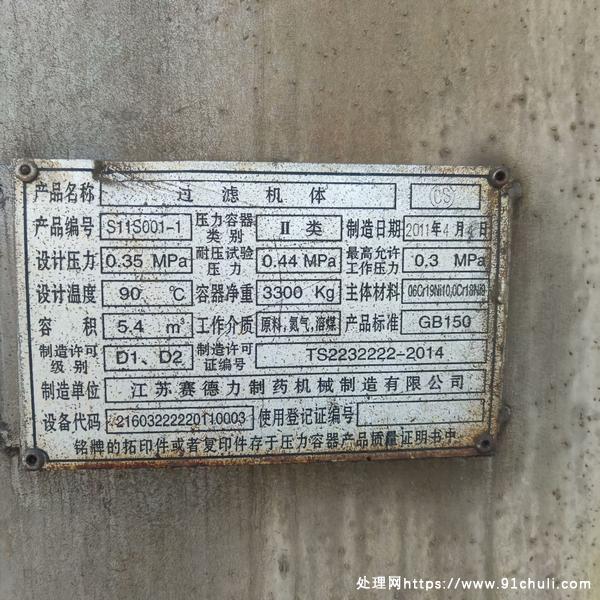 产品名称 过滤机体 CS
产品编号 S11S001-1 压力容器类别 II 类 制造日期 2011年4月 日
设计压力 0.35 MPa 耐压试验压力 0.44 MPa 最高允许工作压力 0.3 MPa
设计温度 90 ℃ 容器净重 3300 Kg 主体材料 06Cr19Ni10,0Cr18Ni9
容积 5.4 m³ 工作介质 原料,氮气,溶煤 产品标准 GB150
制造许可级别 D1、D2 制造许可证编号 TS2232222-2014
制造单位 江苏赛德力制药机械制造有限公司
设备代码 21603222220110003 使用登记证编号
铭牌的拓印件或者复印件存于压力容器产品质量证明书中
处理网https://www.91chuli.com/